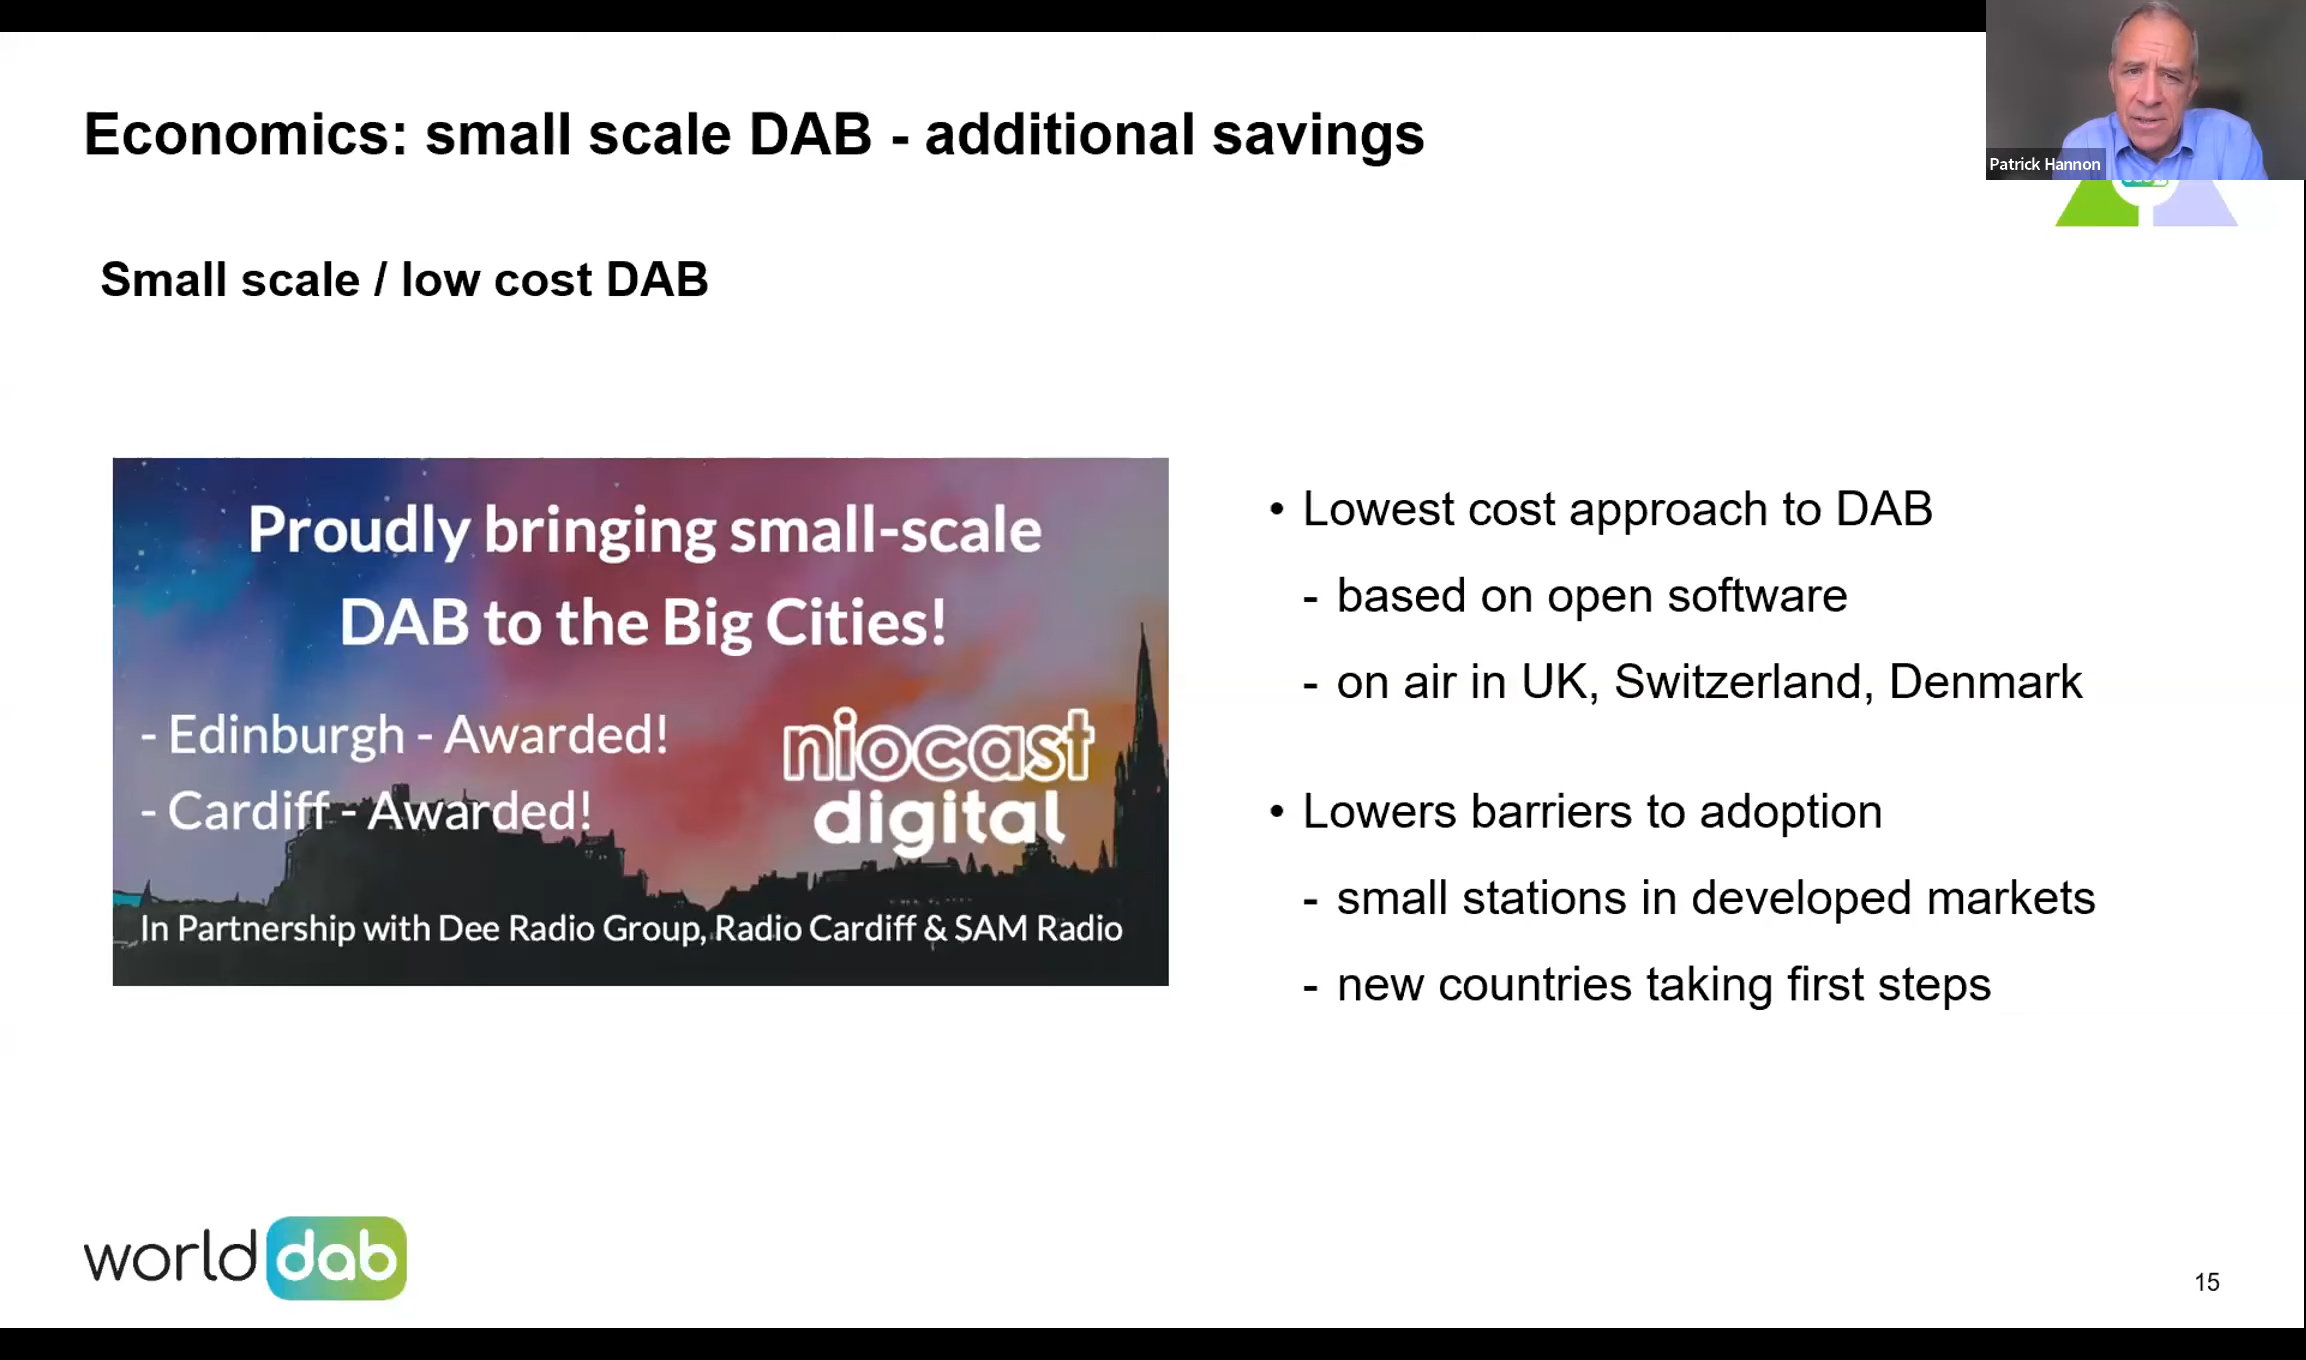 Patrick Hannon
Economics: small scale DAB - additional savings
Small scale / low cost DAB
Proudly bringing small-scale
DAB to the Big Cities!
- Edinburgh - Awarded!
- Cardiff - Awarded!
niocast
digital
In Partnership with Dee Radio Group, Radio Cardiff & SAM Radio
• Lowest cost approach to DAB
- based on open software
- on air in UK, Switzerland, Denmark
• Lowers barriers to adoption
- small stations in developed markets
- new countries taking first steps
world dab
15